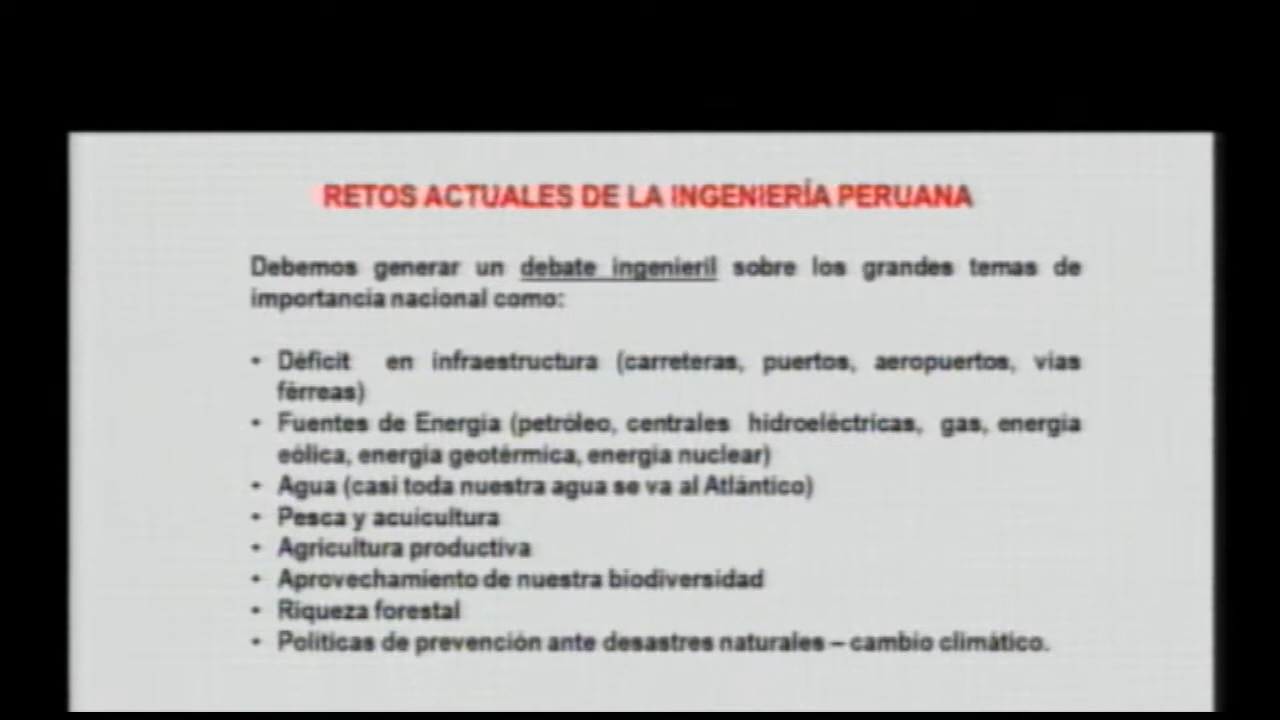 RETOS ACTUALES DE LA INGENIERÍA PERUANA
Debemos generar un debate ingenieril sobre los grandes temas de
importancia nacional como:
• Déficit en infraestructura (carreteras, puertos, aeropuertos, vías
férreas)
• Fuentes de Energía (petróleo, centrales hidroeléctricas, gas, energía
eólica, energía geotérmica, energía nuclear)
• Agua (casi toda nuestra agua se va al Atlántico)
• Pesca y acuicultura
• Agricultura productiva
• Aprovechamiento de nuestra biodiversidad
• Riqueza forestal
• Políticas de prevención ante desastres naturales – cambio climático.